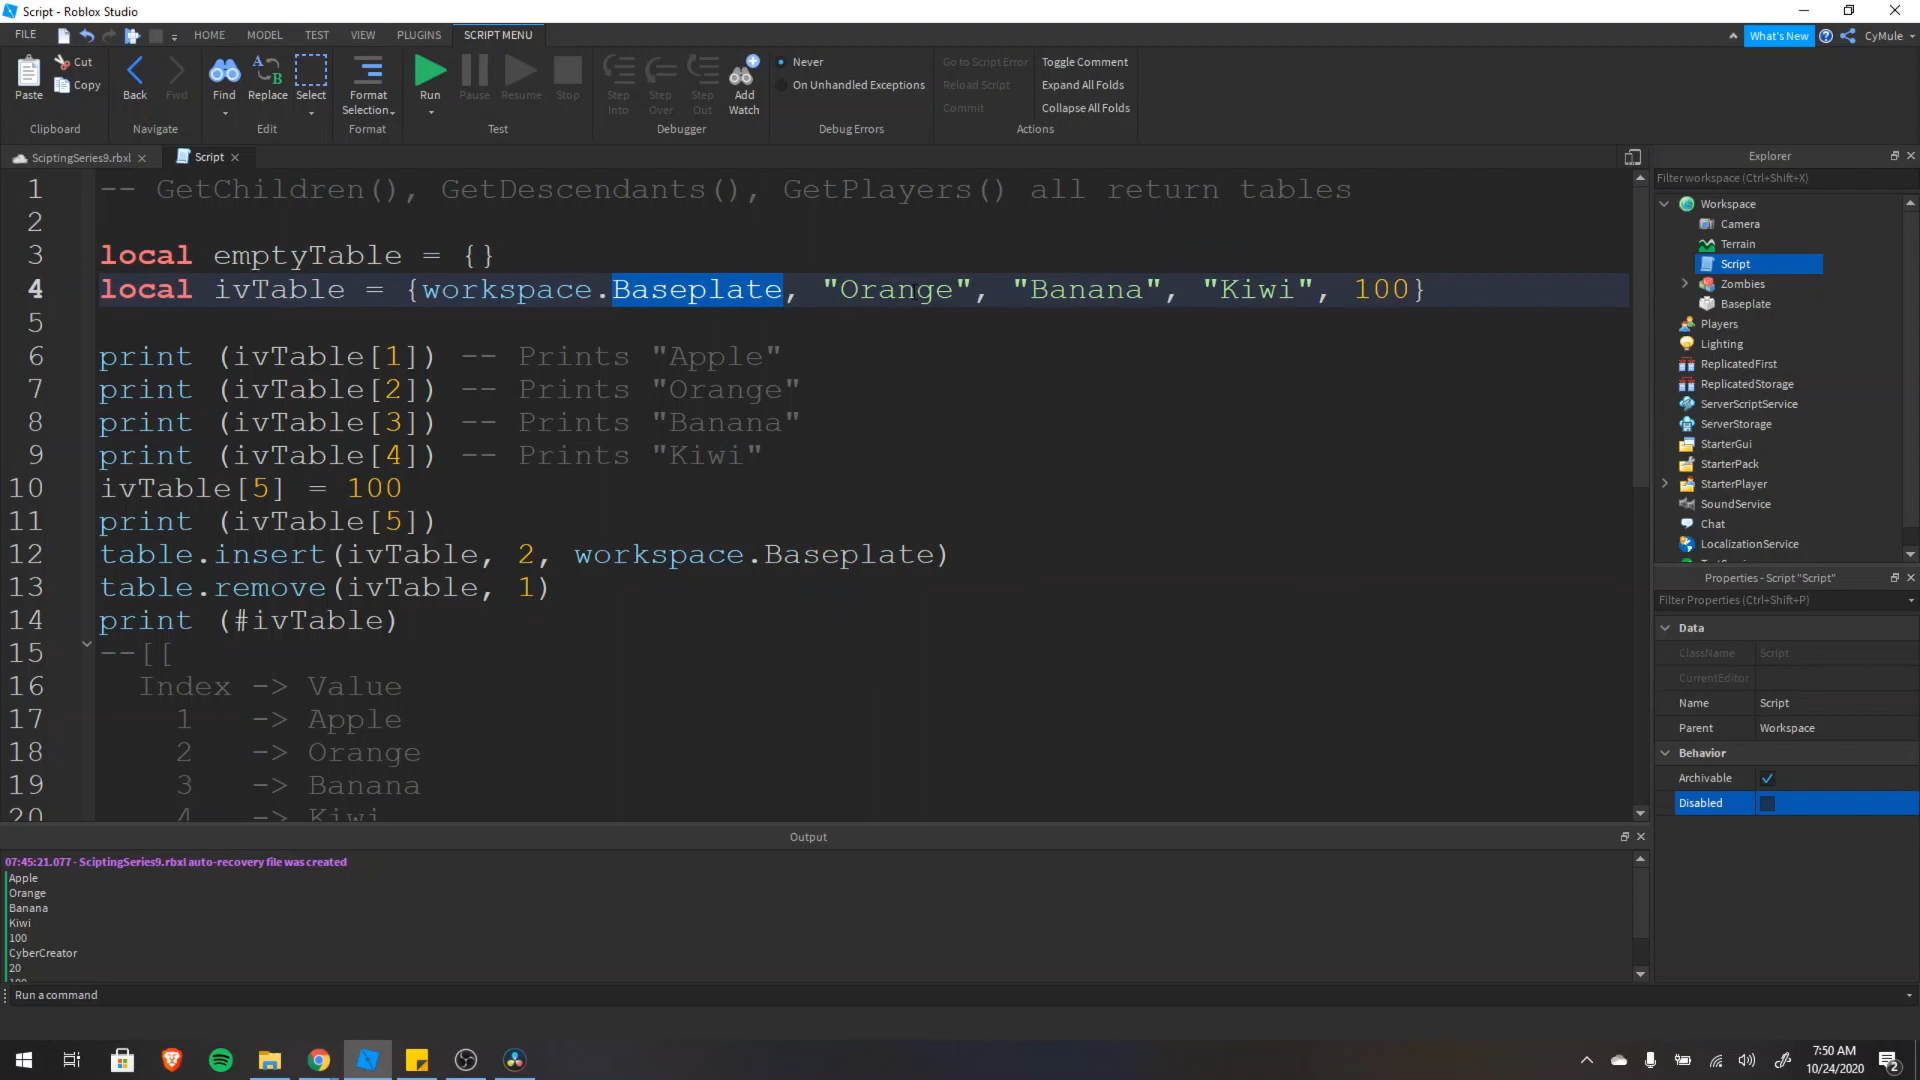 Script - Roblox Studio
FILE HOME MODEL TEST VIEW PLUGINS SCRIPT MENU What's New CyMule
Paste Cut Copy Back Fwd Find Replace Select Format Selection Run Pause Resume Stop Step Into Step Over Step Out Add Watch Never On Unhandled Exceptions Go to Script Error Reload Script Commit Toggle Comment Expand All Folds Collapse All Folds
Clipboard Navigate Edit Format Test Debugger Debug Errors Actions
SciptingSeries9.rbxl Script
1 -- GetChildren(), GetDescendants(), GetPlayers() all return tables
2
3 local emptyTable = {}
4 local ivTable = {workspace.Baseplate, "Orange", "Banana", "Kiwi", 100}
5
6 print (ivTable[1]) -- Prints "Apple"
7 print (ivTable[2]) -- Prints "Orange"
8 print (ivTable[3]) -- Prints "Banana"
9 print (ivTable[4]) -- Prints "Kiwi"
10 ivTable[5] = 100
11 print (ivTable[5])
12 table.insert(ivTable, 2, workspace.Baseplate)
13 table.remove(ivTable, 1)
14 print (#ivTable)
15 --[[
16 Index -> Value
17 1 -> Apple
18 2 -> Orange
19 3 -> Banana
20 4 -> Kiwi
Explorer
Filter workspace (Ctrl+Shift+X)
Workspace
Camera
Terrain
Script
Zombies
Baseplate
Players
Lighting
ReplicatedFirst
ReplicatedStorage
ServerScriptService
ServerStorage
StarterGui
StarterPack
StarterPlayer
SoundService
Chat
LocalizationService
Properties - Script "Script"
Filter Properties (Ctrl+Shift+P)
Data
ClassName Script
CurrentEditor
Name Script
Parent Workspace
Behavior
Archivable
Disabled
Output
07:45:21.077 - SciptingSeries9.rbxl auto-recovery file was created
Apple
Orange
Banana
Kiwi
100
CyberCreator
20
Run a command
7:50 AM
10/24/2020
2